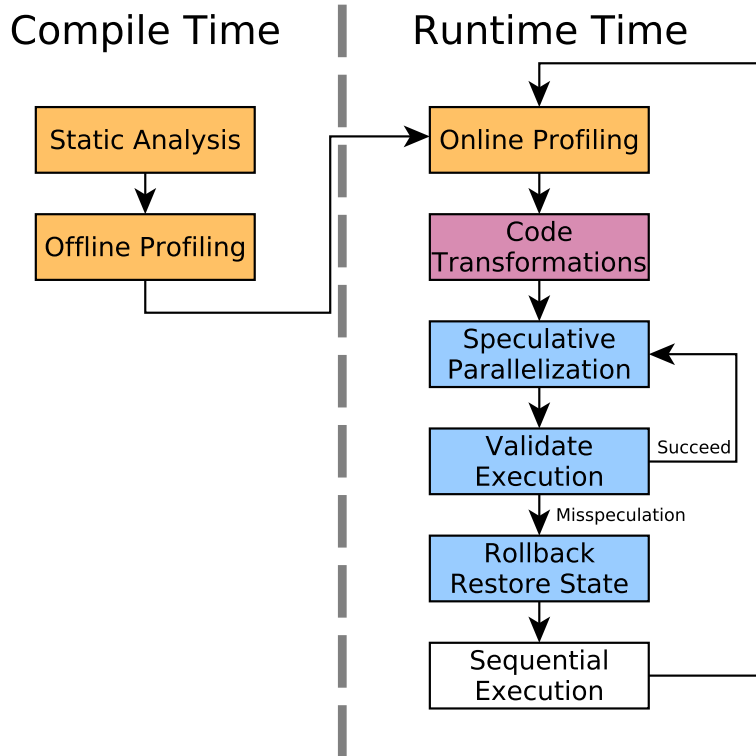 Compile Time
Runtime Time
Static Analysis
Offline Profiling
Online Profiling
Code
Transformations
Speculative
Parallelization
Validate
Execution
Succeed
Misspeculation
Rollback
Restore State
Sequential
Execution